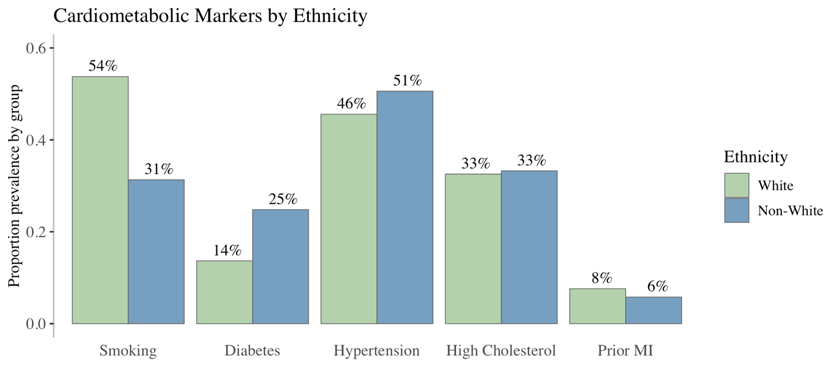 Cardiometabolic Markers by Ethnicity
Proportion prevalence by group
0.6
0.4
0.2
0.0
54%
31%
14%
25%
46%
51%
33%
33%
8%
6%
Smoking
Diabetes
Hypertension
High Cholesterol
Prior MI
Ethnicity
White
Non-White